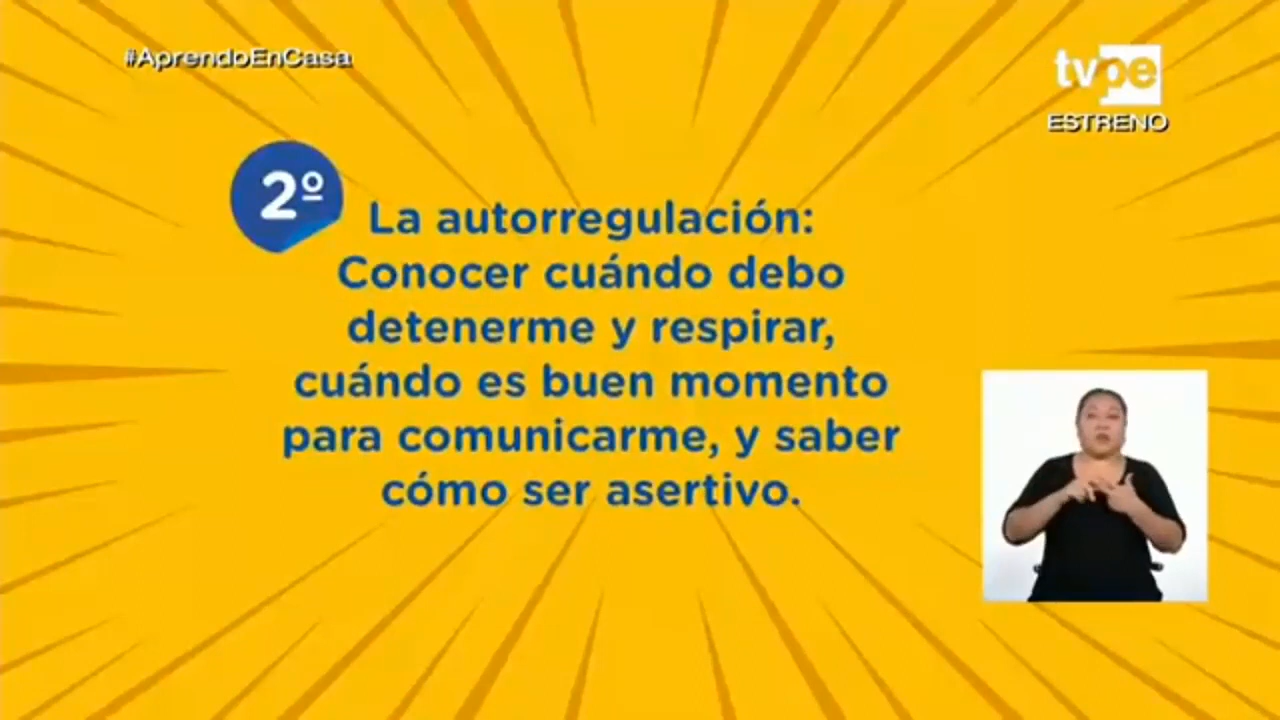 #AprendoEnCasa
tvpe
ESTRENO
2º
La autorregulación:
Conocer cuándo debo
detenerme y respirar,
cuándo es buen momento
para comunicarme, y saber
cómo ser asertivo.